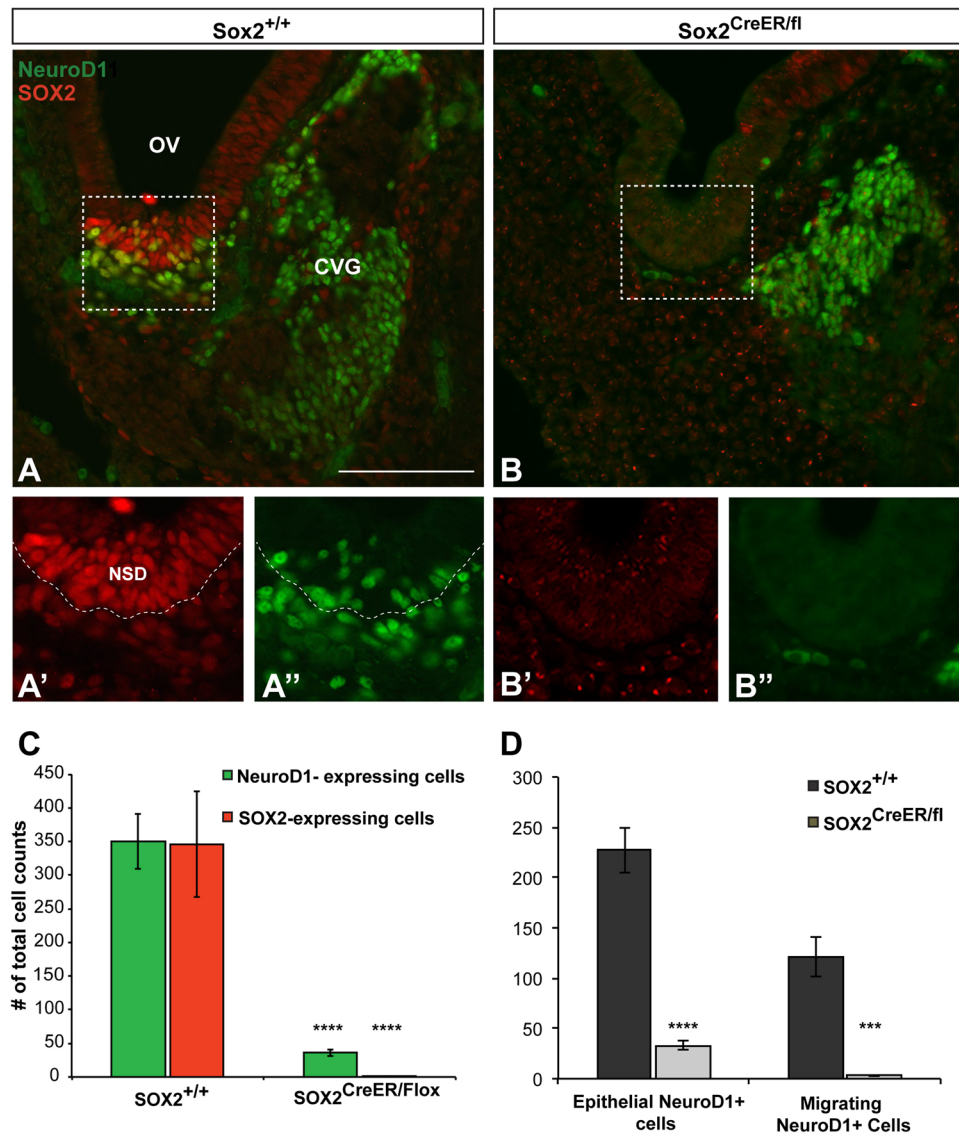 Sox2+/+
Sox2CreER/fl
NeuroD11
SOX2
OV
CVG
A
B
NSD
A'
A''
B'
B''
C
450
400
350
300
250
200
150
100
50
0
# of total cell counts
NeuroD1- expressing cells
SOX2-expressing cells
****
****
SOX2+/+
SOX2CreER/Flox
D
300
250
200
150
100
50
0
SOX2+/+
SOX2CreER/fl
****
***
Epithelial NeuroD1+
cells
Migrating
NeuroD1+ Cells